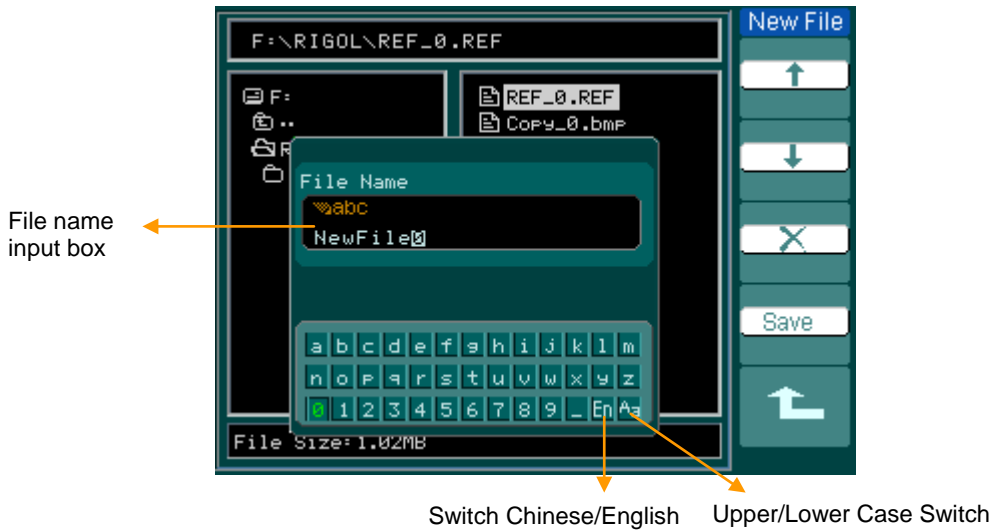 New File
F:\RIGOL\REF_0.REF
F:
..
R
REF_0.REF
Copy_0.bmp
File Name
abc
NewFile0
a b c d e f g h i j k l m
n o p q r s t u v w x y z
0 1 2 3 4 5 6 7 8 9 _ En Aa
File Size:1.02MB
Save
File name
input box
Switch Chinese/English
Upper/Lower Case Switch